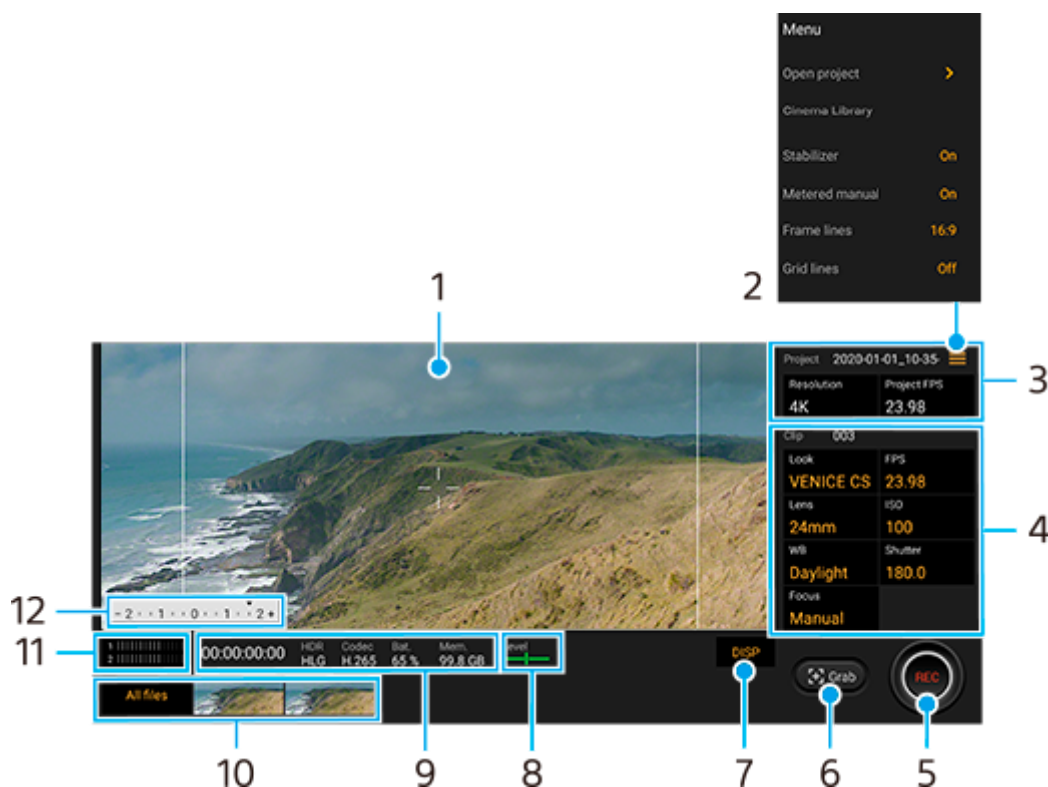 Menu
Open project >
Cinema Library
Stabilizer On
Metered manual On
Frame lines 16:9
Grid lines Off
1
2
Project 2020-01-01_10-35-
Resolution Project FPS
4K 23.98
3
Clip 003
Look FPS
VENICE CS 23.98
Lens ISO
24mm 100
WB Shutter
Daylight 180.0
Focus
Manual
4
12
-2 · · 1 · · 0 · · 1 · · 2+
11
1
2
00:00:00:00
HDR Codec Bat. Mem.
HLG H.265 65 % 99.8 GB
evel
DISP
Grab
REC
All files
10 9 8 7 6 5